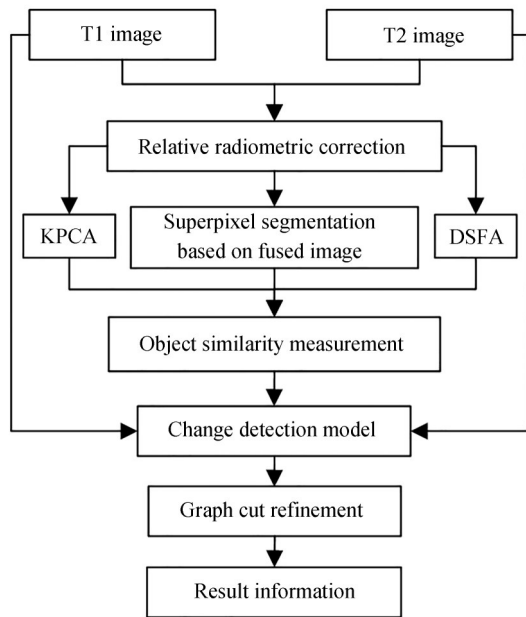 T1 image
T2 image
Relative radiometric correction
KPCA
Superpixel segmentation
based on fused image
DSFA
Object similarity measurement
Change detection model
Graph cut refinement
Result information